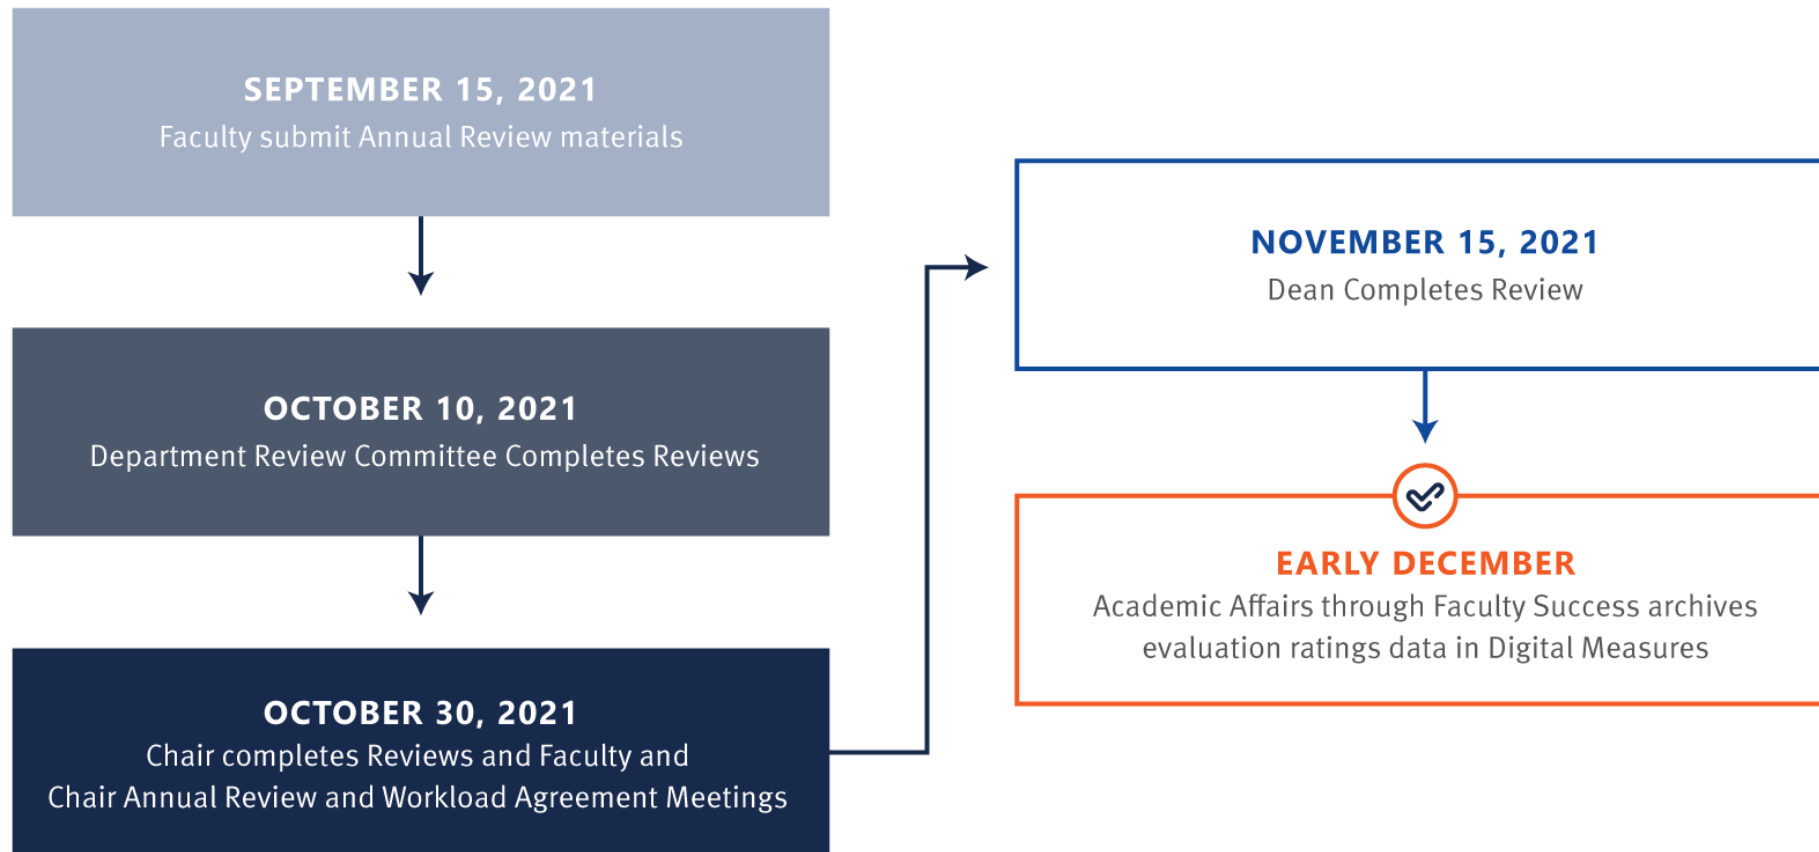 SEPTEMBER 15, 2021
Faculty submit Annual Review materials
OCTOBER 10, 2021
Department Review Committee Completes Reviews
OCTOBER 30, 2021
Chair completes Reviews and Faculty and
Chair Annual Review and Workload Agreement Meetings
NOVEMBER 15, 2021
Dean Completes Review
EARLY DECEMBER
Academic Affairs through Faculty Success archives
evaluation ratings data in Digital Measures